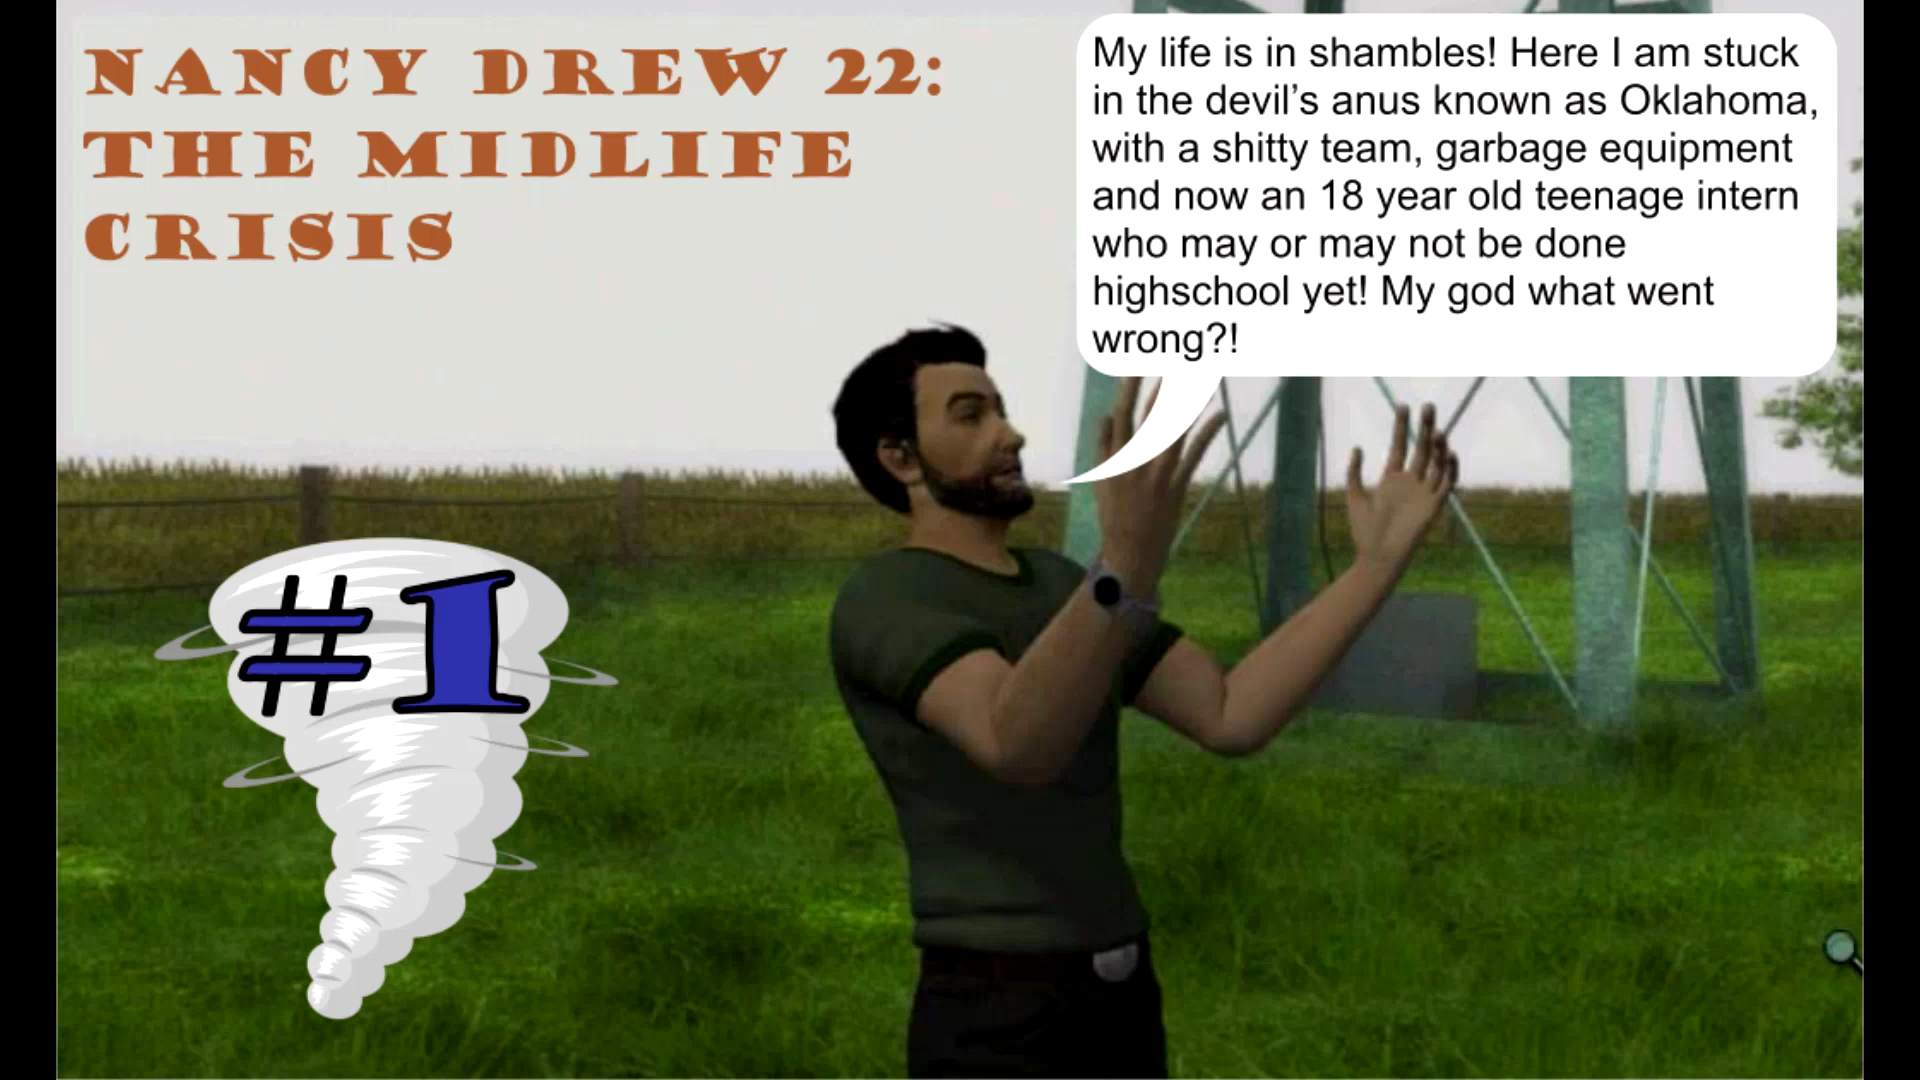 NANCY DREW 22:
THE MIDLIFE
CRISIS
My life is in shambles! Here I am stuck
in the devil’s anus known as Oklahoma,
with a shitty team, garbage equipment
and now an 18 year old teenage intern
who may or may not be done
highschool yet! My god what went
wrong?!
#1